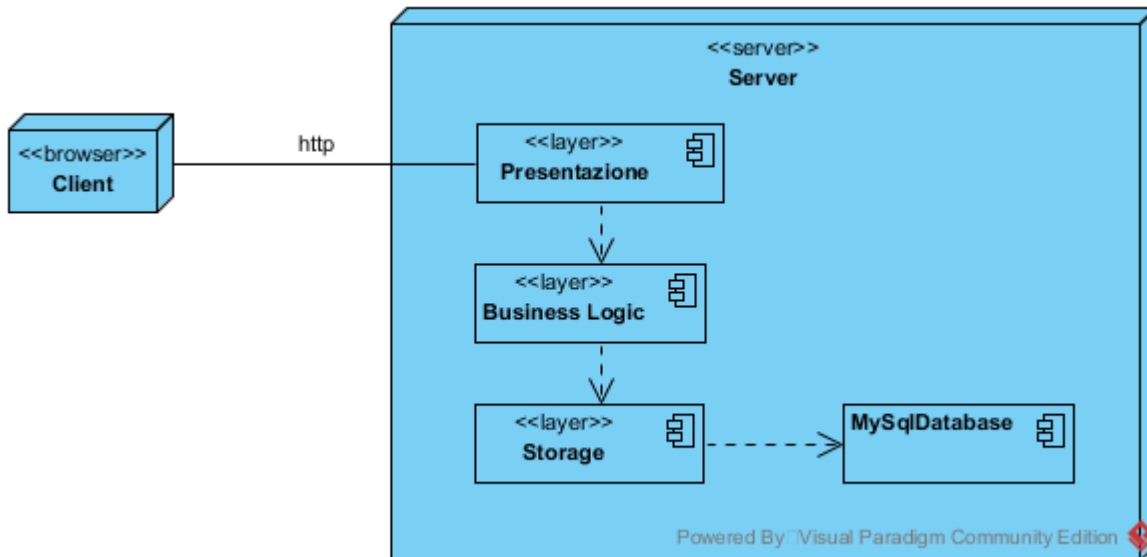 <<server>>
Server
<<browser>>
Client
http
<<layer>>
Presentazione
<<layer>>
Business Logic
<<layer>>
Storage
MySqlDatabase
Powered By Visual Paradigm Community Edition